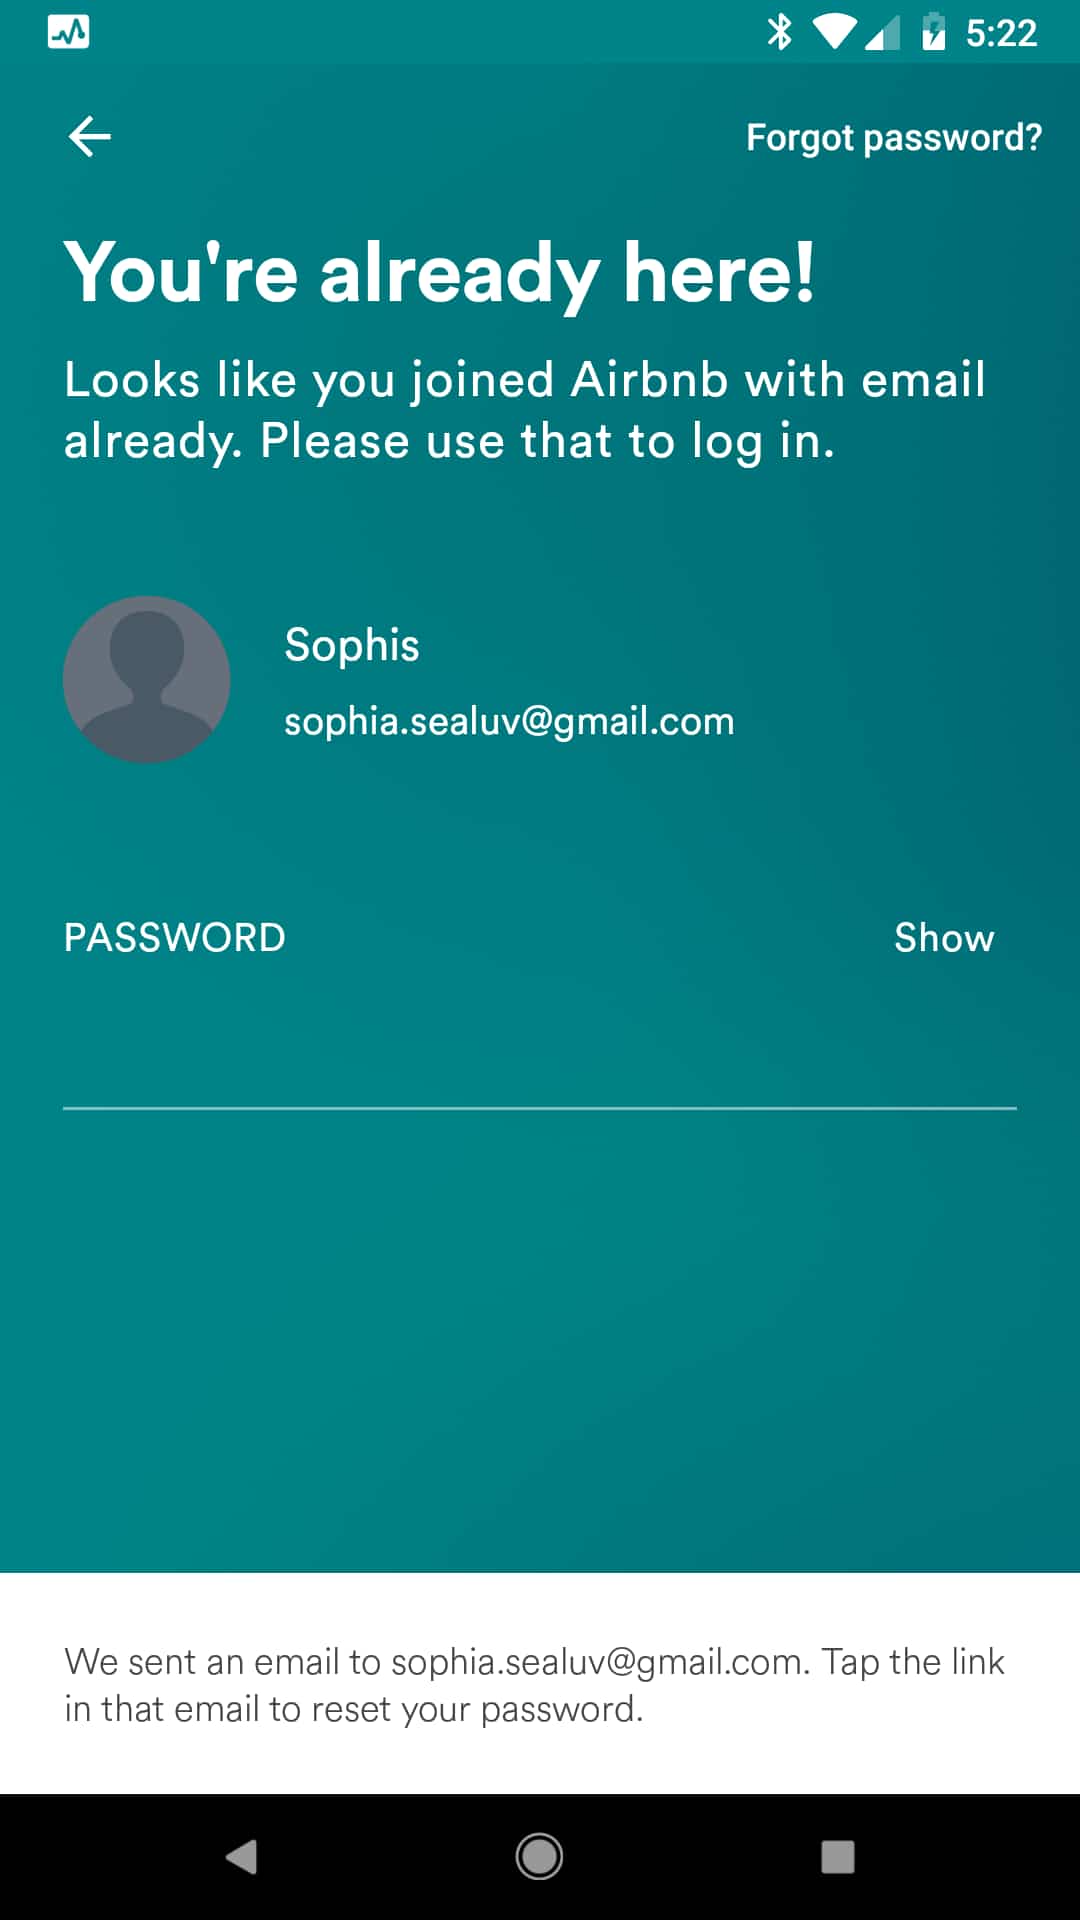 5:22
Forgot password?
You're already here!
Looks like you joined Airbnb with email
already. Please use that to log in.
Sophis
sophia.sealuv@gmail.com
PASSWORD
Show
We sent an email to sophia.sealuv@gmail.com. Tap the link
in that email to reset your password.